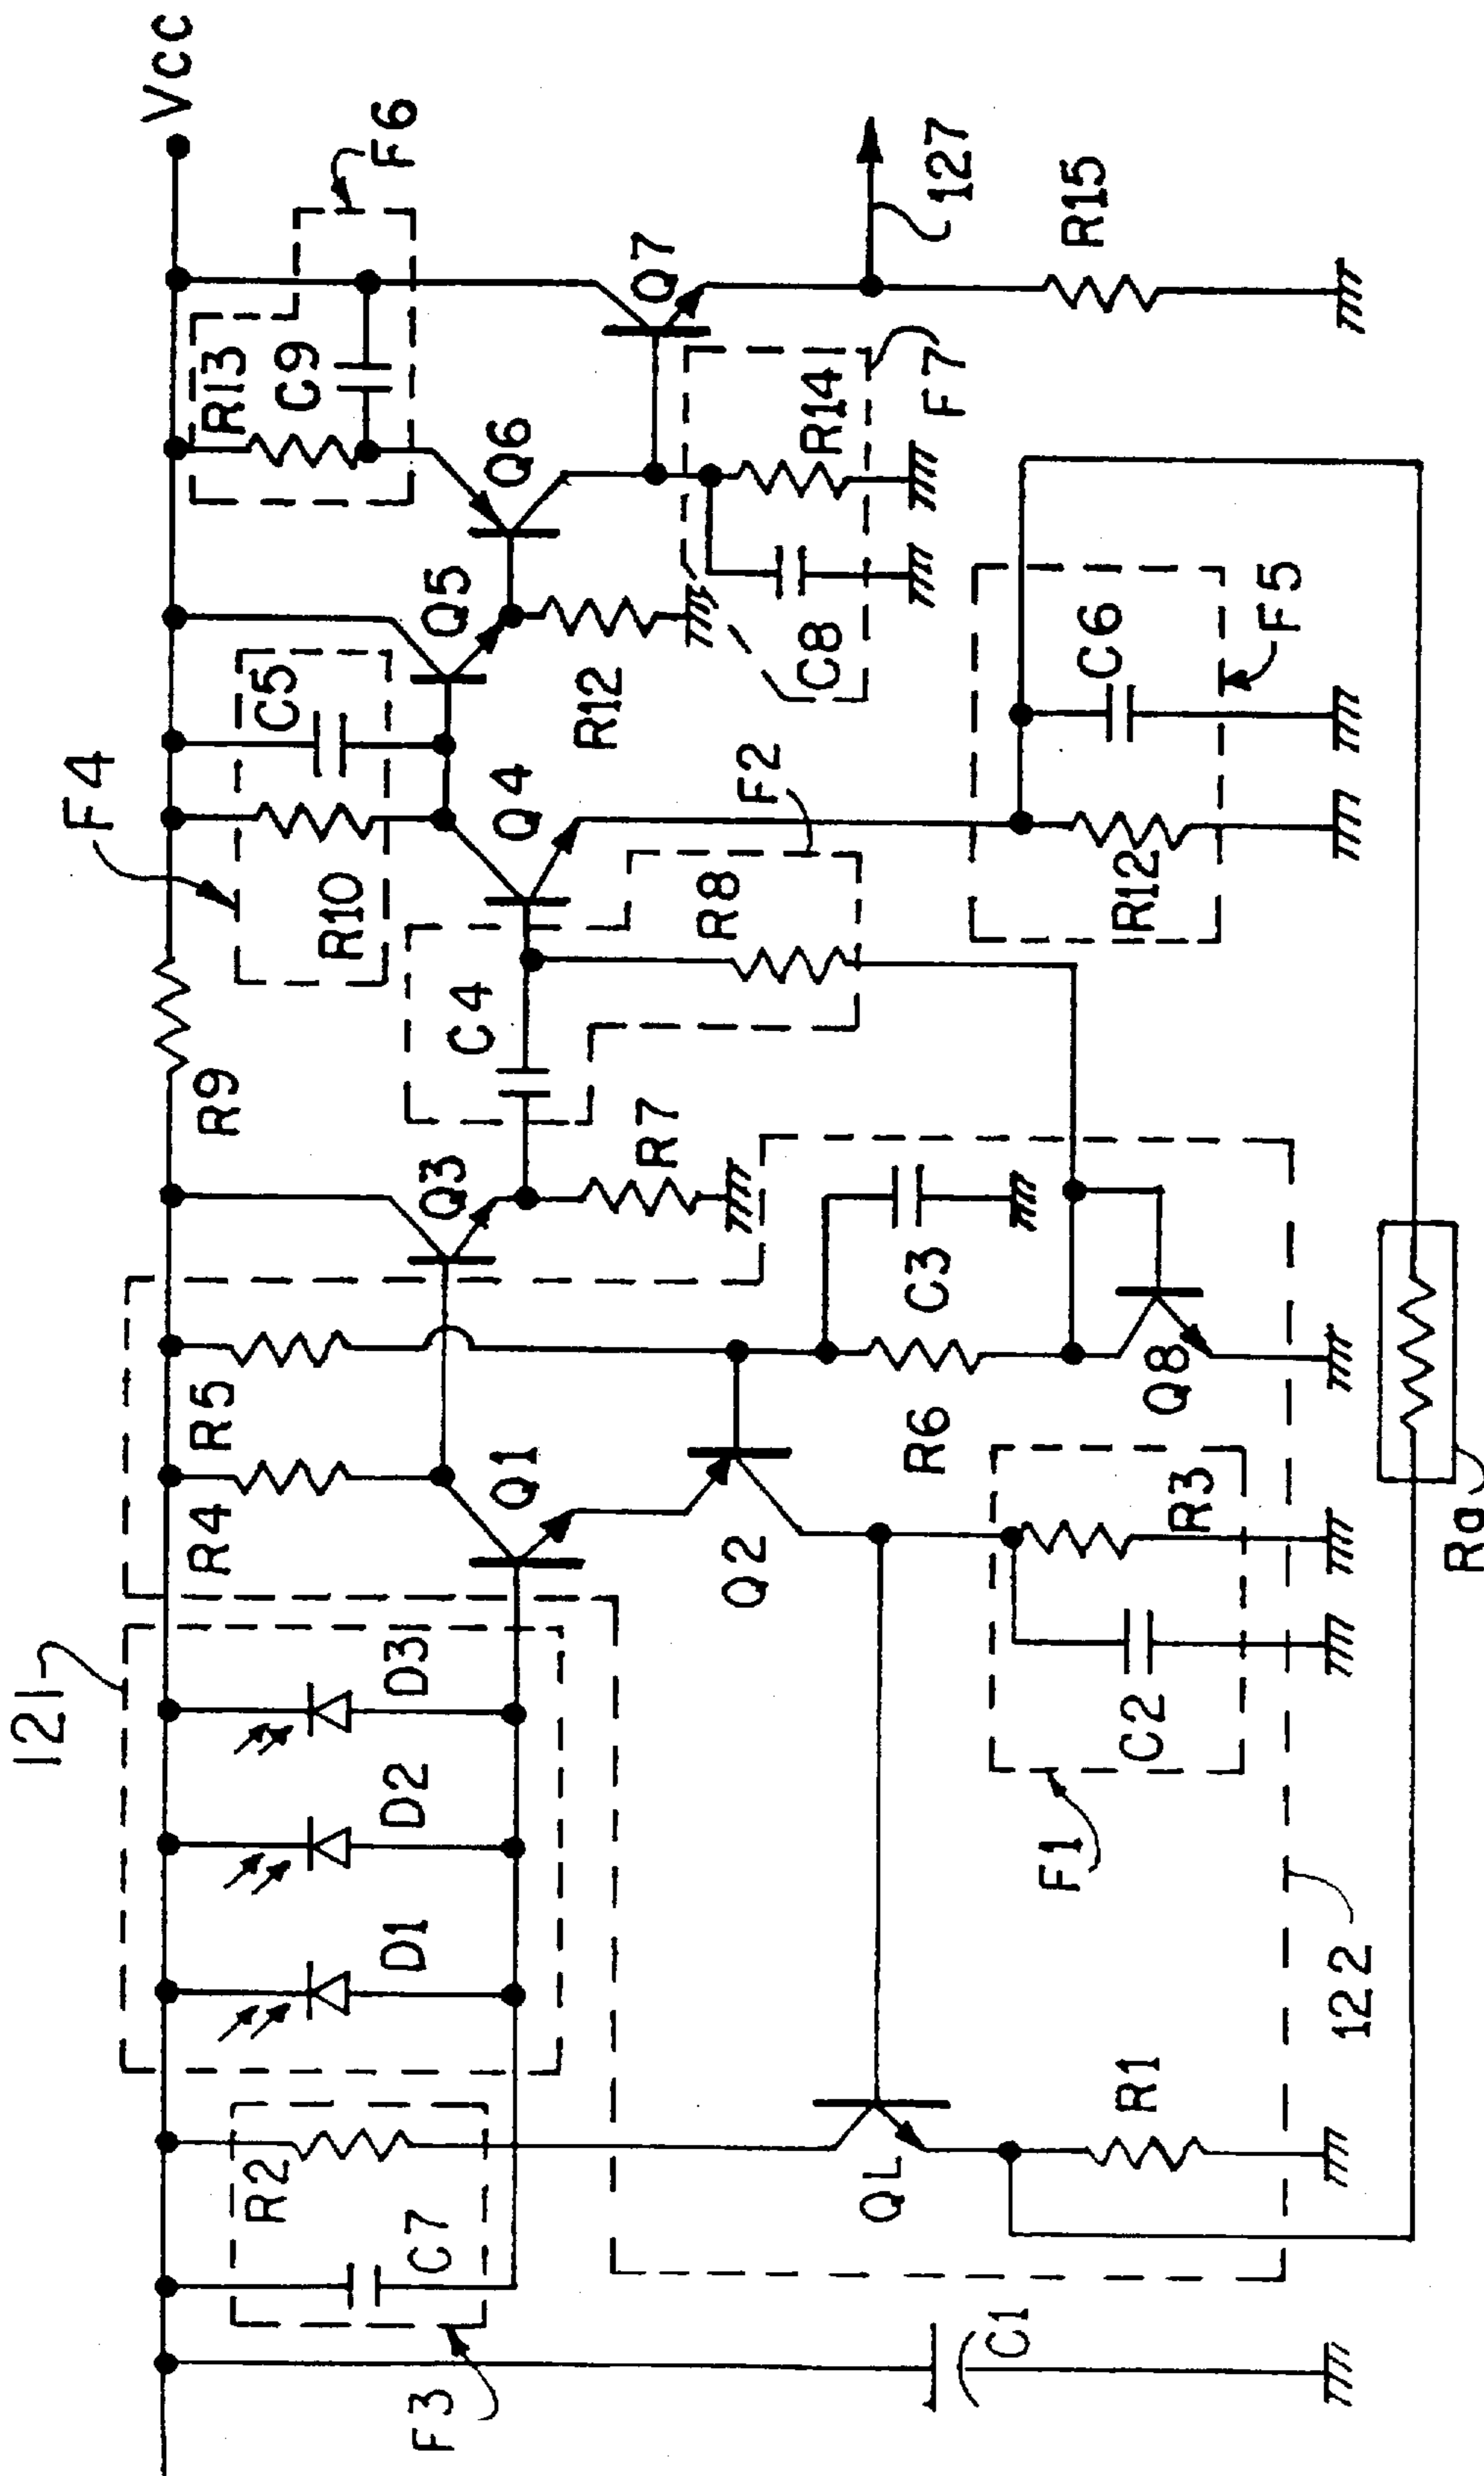 121
F4
Vcc
R2
R4
R5
R9
C5
R13
F6
C9
R10
F3
C7
D1
D2
D3
Q3
C4
Q5
Q1
Q4
Q6
R7
R12
Q7
Q2
R8
F2
C8
R14
F7
127
QL
R6
C3
R12
C6
F5
R15
C1
F1
R1
C2
R3
Q8
122
Ra